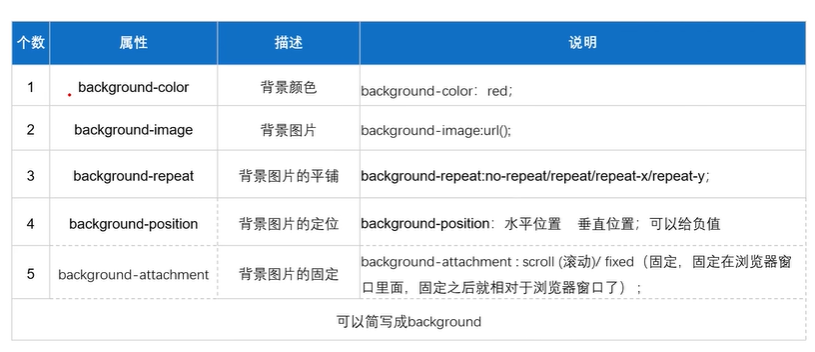 个数 属性 描述 说明
1 background-color 背景颜色 background-color：red；
2 background-image 背景图片 background-image:url();
3 background-repeat 背景图片的平铺 background-repeat:no-repeat/repeat/repeat-x/repeat-y；
4 background-position 背景图片的定位 background-position：水平位置 垂直位置；可以给负值
5 background-attachment 背景图片的固定 background-attachment : scroll (滚动)/ fixed（固定，固定在浏览器窗
口里面，固定之后就相对于浏览器窗口了）;
可以简写成background